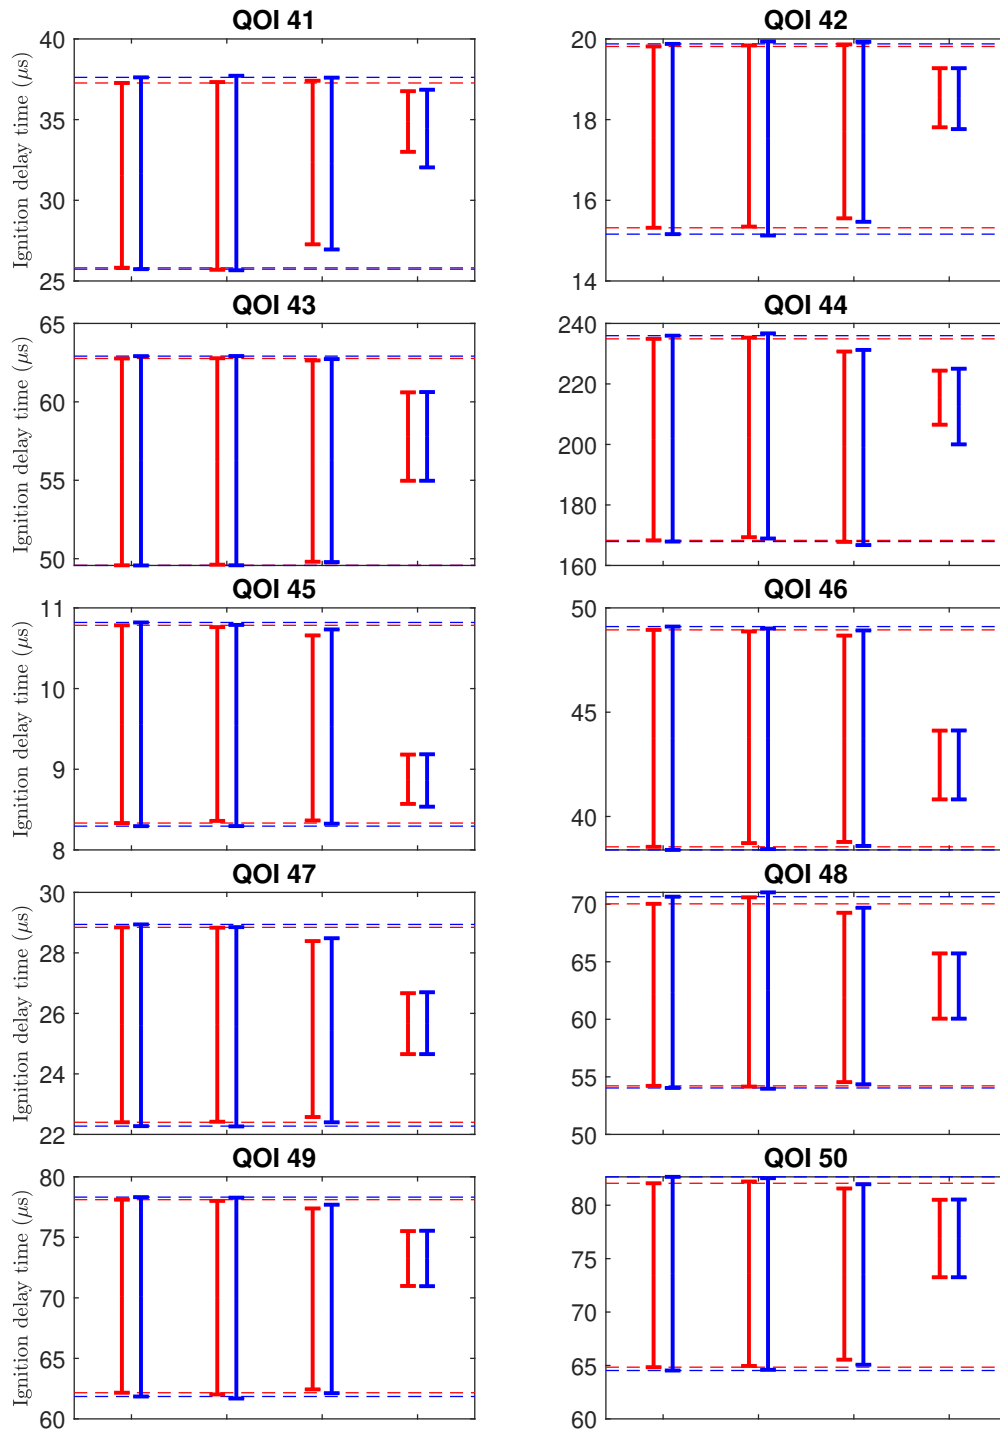 QOI 41
QOI 42
Ignition delay time (μs)
40
35
30
25
20
18
16
14
QOI 43
QOI 44
Ignition delay time (μs)
65
60
55
50
240
220
200
180
160
QOI 45
QOI 46
Ignition delay time (μs)
11
10
9
8
50
45
40
QOI 47
QOI 48
Ignition delay time (μs)
30
28
26
24
22
70
65
60
55
50
QOI 49
QOI 50
Ignition delay time (μs)
80
75
70
65
60
80
75
70
65
60